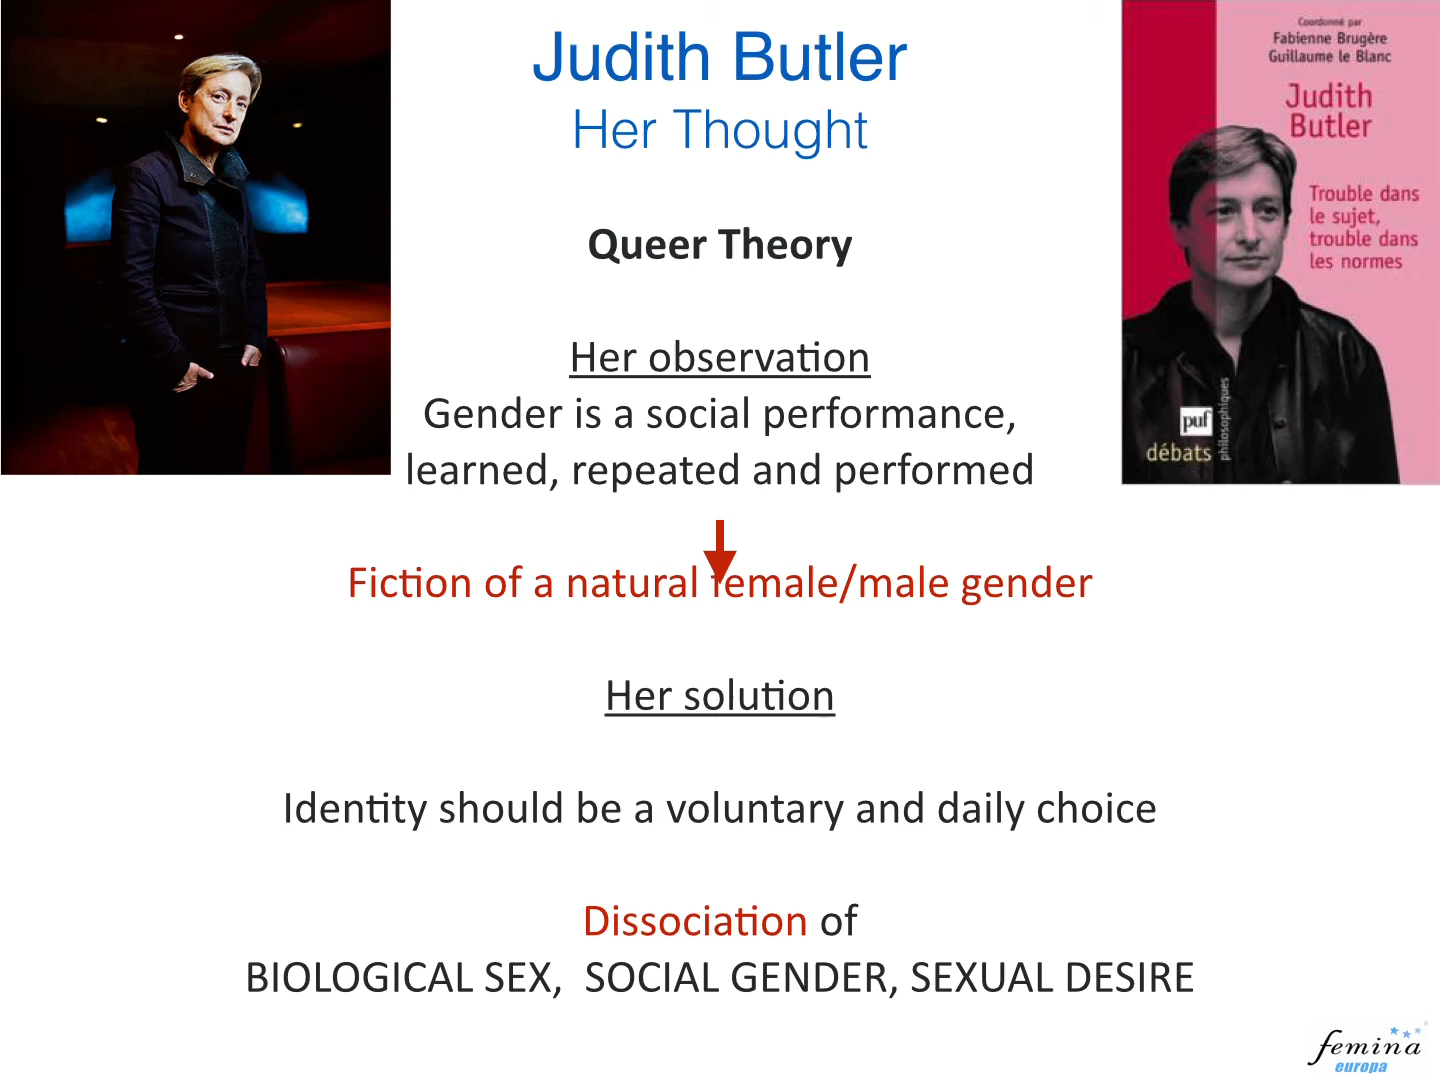 Judith Butler
Her Thought
Queer Theory
Her observation
Gender is a social performance,
learned, repeated and performed
Fiction of a natural female/male gender
Her solution
Identity should be a voluntary and daily choice
Dissociation of
BIOLOGICAL SEX, SOCIAL GENDER, SEXUAL DESIRE
Coordonné par
Fabienne Brugère
Guillaume le Blanc
Judith
Butler
Trouble dans
le sujet,
trouble dans
les normes
puf
débats
philosophiques
femina
europa